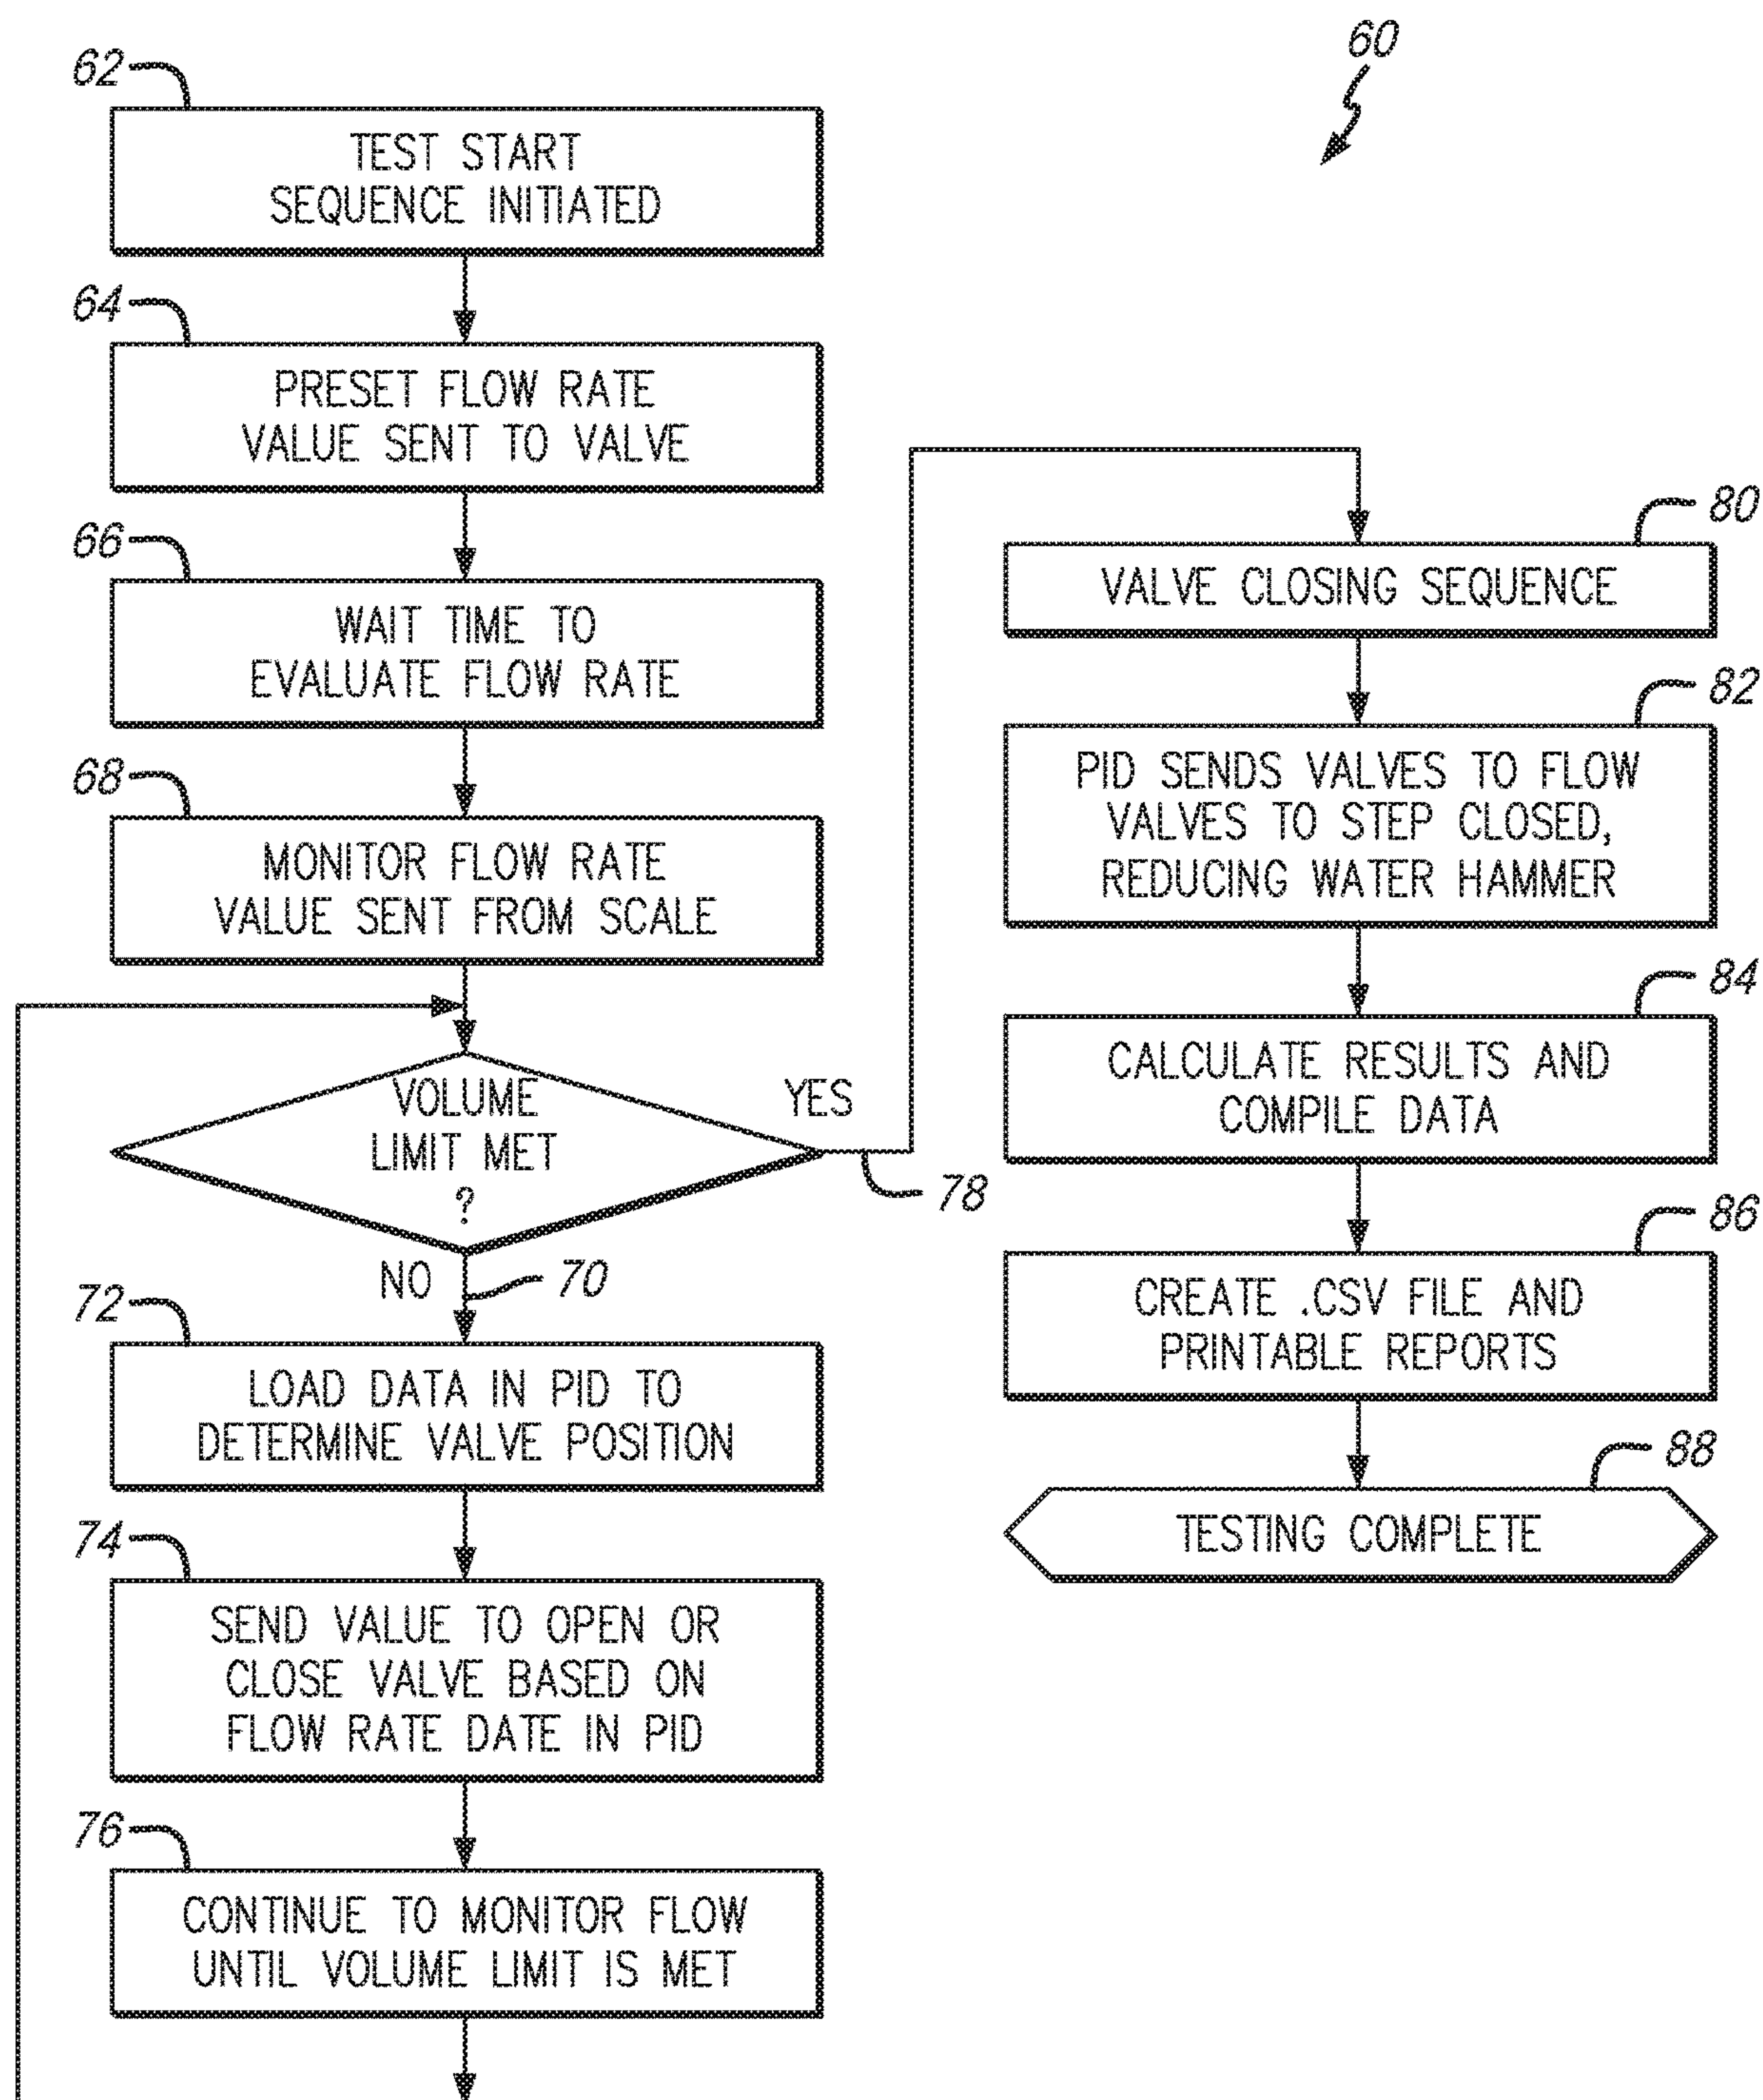 60
62
TEST START
SEQUENCE INITIATED
64
PRESET FLOW RATE
VALUE SENT TO VALVE
66
WAIT TIME TO
EVALUATE FLOW RATE
68
MONITOR FLOW RATE
VALUE SENT FROM SCALE
VOLUME
LIMIT MET
?
YES
78
NO
70
72
LOAD DATA IN PID TO
DETERMINE VALVE POSITION
74
SEND VALUE TO OPEN OR
CLOSE VALVE BASED ON
FLOW RATE DATE IN PID
76
CONTINUE TO MONITOR FLOW
UNTIL VOLUME LIMIT IS MET
80
VALVE CLOSING SEQUENCE
82
PID SENDS VALVES TO FLOW
VALVES TO STEP CLOSED,
REDUCING WATER HAMMER
84
CALCULATE RESULTS AND
COMPILE DATA
86
CREATE .CSV FILE AND
PRINTABLE REPORTS
88
TESTING COMPLETE